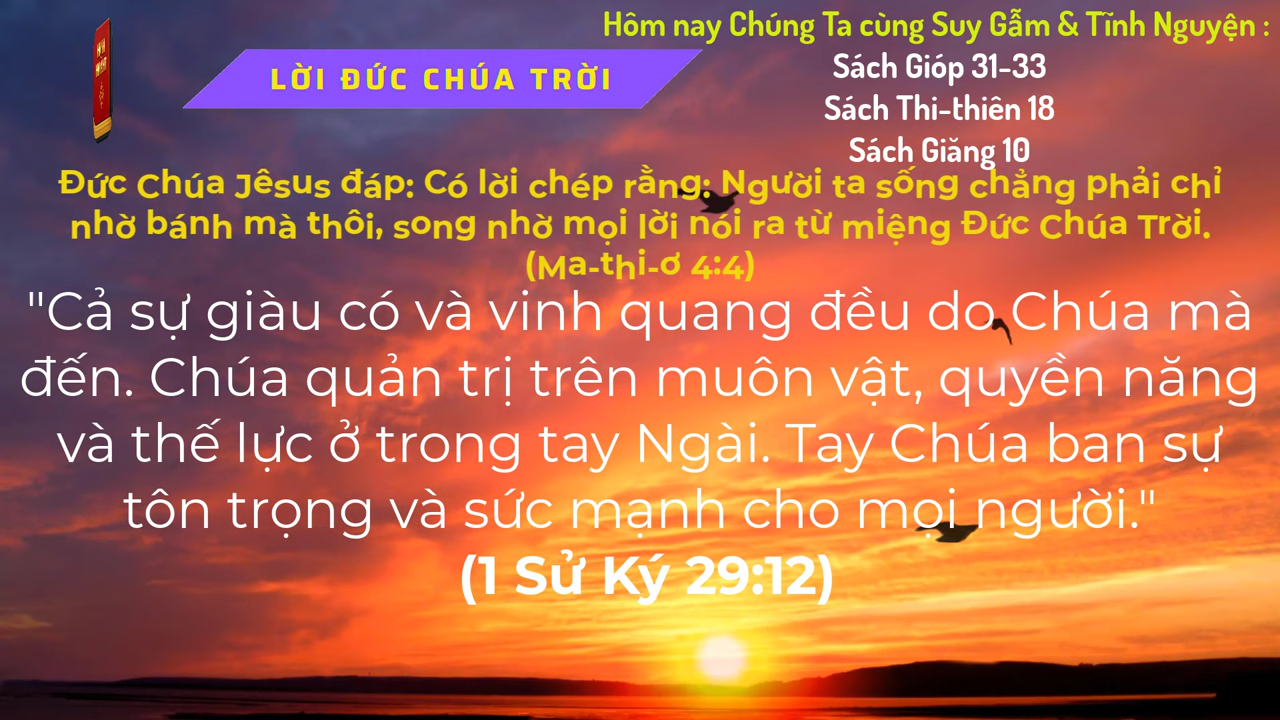 Hôm nay Chúng Ta cùng Suy Gẫm & Tĩnh Nguyện :
LỜI ĐỨC CHÚA TRỜI
Sách Gióp 31-33
Sách Thi-thiên 18
Sách Giăng 10
Đức Chúa Jêsus đáp: Có lời chép rằng: Người ta sống chẳng phải chỉ
nhờ bánh mà thôi, song nhờ mọi lời nói ra từ miệng Đức Chúa Trời.
(Ma-thi-ơ 4:4)
"Cả sự giàu có và vinh quang đều do Chúa mà
đến. Chúa quản trị trên muôn vật, quyền năng
và thế lực ở trong tay Ngài. Tay Chúa ban sự
tôn trọng và sức mạnh cho mọi người."
(1 Sử Ký 29:12)